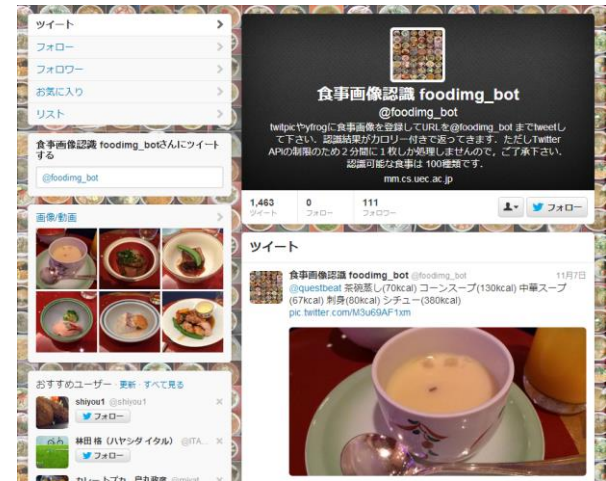 ツイート
フォロー
フォロワー
お気に入り
リスト
食事画像認識 foodimg_botさんにツイート
する
@foodimg_bot
画像/動画
おすすめユーザー · 更新 · すべて見る
shiyou1 @shiyou1
フォロー
林田 格（ハヤシダ イタル） @ITA...
フォロー
食事画像認識 foodimg_bot
@foodimg_bot
twitpicやyfrogに食事画像を登録してURLを@foodimg_bot までtweetし
て下さい．認識結果がカロリー付きで返ってきます．ただしTwitter
APIの制限のため２分間に１枚しか処理しませんので，ご了承下さい．
認識可能な食事は 100種類です．
mm.cs.uec.ac.jp
1,463 0 111
ツイート フォロー フォロワー
フォロー
ツイート
食事画像認識 foodimg_bot @foodimg_bot 11月7日
@questbeat 茶碗蒸し(70kcal) コーンスープ(130kcal) 中華スープ
(67kcal) 刺身(80kcal) シチュー(380kcal)
pic.twitter.com/M3u69AF1xm